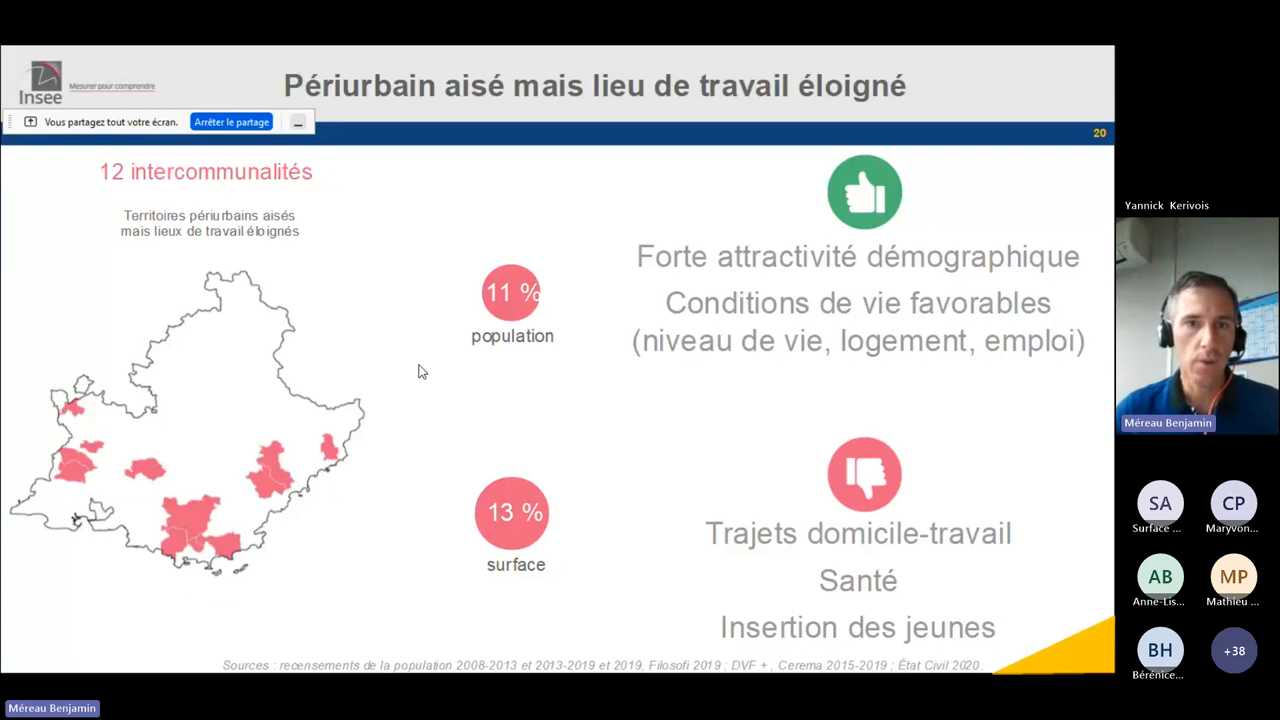 Insee
Mesurer pour comprendre
Périurbain aisé mais lieu de travail éloigné
Vous partagez tout votre écran.
Arrêter le partage
20
12 intercommunalités
Territoires périurbains aisés
mais lieux de travail éloignés
11 %
population
13 %
surface
Forte attractivité démographique
Conditions de vie favorables
(niveau de vie, logement, emploi)
Trajets domicile-travail
Santé
Insertion des jeunes
Sources : recensements de la population 2008-2013 et 2013-2019 et 2019, Filosofi 2019 ; DVF + , Cerema 2015-2019 ; État Civil 2020.
Yannick Kerivois
Méreau Benjamin
SA
Surface ...
CP
Maryvon...
AB
Anne-Lis...
MP
Mathieu ...
BH
Bérénice...
+38
Méreau Benjamin